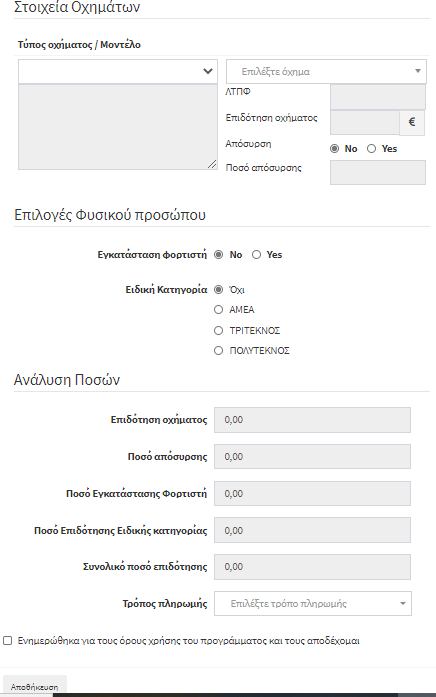 Στοιχεία Οχημάτων
Τύπος οχήματος / Μοντέλο
Επιλέξτε όχημα
ΛΤΠΦ
Επιδότηση οχήματος €
Απόσυρση No Yes
Ποσό απόσυρσης
Επιλογές Φυσικού προσώπου
Εγκατάσταση φορτιστή No Yes
Ειδική Κατηγορία Όχι
ΑΜΕΑ
ΤΡΙΤΕΚΝΟΣ
ΠΟΛΥΤΕΚΝΟΣ
Ανάλυση Ποσών
Επιδότηση οχήματος 0,00
Ποσό απόσυρσης 0,00
Ποσό Εγκατάστασης Φορτιστή 0,00
Ποσό Επιδότησης Ειδικής κατηγορίας 0,00
Συνολικό ποσό επιδότησης 0,00
Τρόπος πληρωμής Επιλέξτε τρόπο πληρωμής
Ενημερώθηκα για τους όρους χρήσης του προγράμματος και τους αποδέχομαι
Αποθήκευση